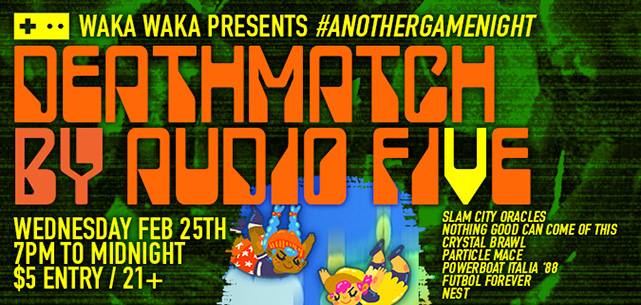 WAKA WAKA PRESENTS #ANOTHERGAMENIGHT
DEATHMATCH
BY AUDIO FIVE
WEDNESDAY FEB 25TH
7PM TO MIDNIGHT
$5 ENTRY / 21+
SLAM CITY ORACLES
NOTHING GOOD CAN COME OF THIS
CRYSTAL BRAWL
PARTICLE MACE
POWERBOAT ITALIA '88
FUTBOL FOREVER
NEST